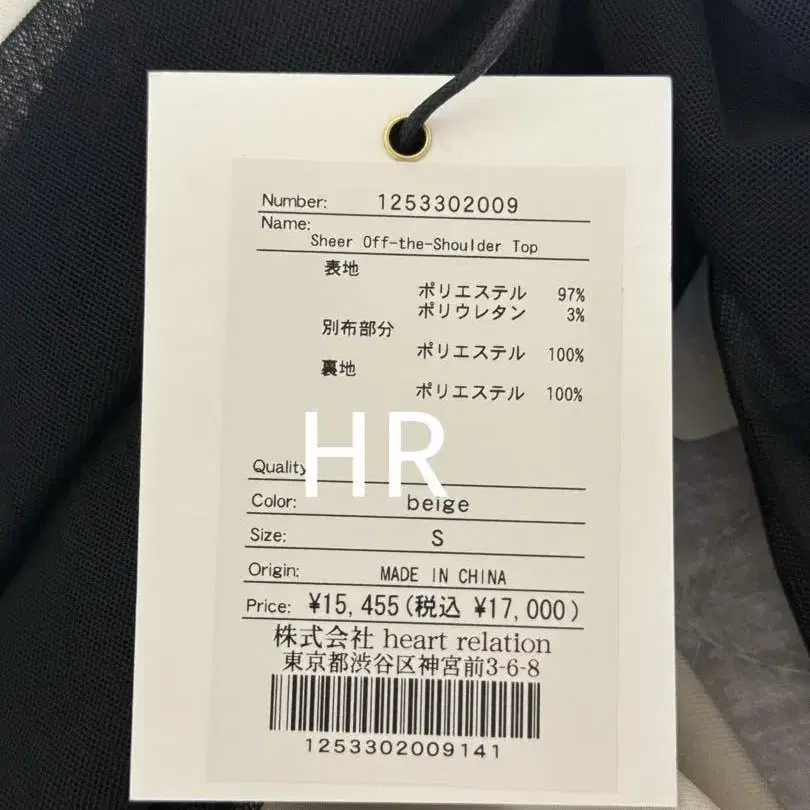 Number: 1253302009
Name:
Sheer Off-the-Shoulder Top
表地
ポリエステル 97%
ポリウレタン 3%
別布部分
ポリエステル 100%
裏地
ポリエステル 100%
HR
Quality
Color: beige
Size: S
Origin: MADE IN CHINA
Price: ¥15,455(税込 ¥17,000)
株式会社 heart relation
東京都渋谷区神宮前3-6-8
1253302009141